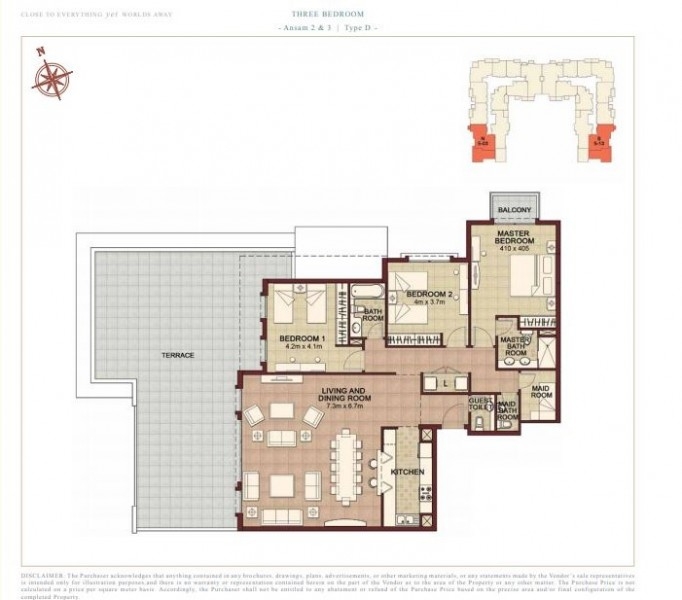 CLOSE TO EVERYTHING yet WORLDS AWAY
THREE BEDROOM
- Ansam 2 & 3 | Type D -
N
BALCONY
MASTER
BEDROOM
410 x 405
BEDROOM 2
4m x 3.7m
BATH
ROOM
BEDROOM 1
4.2m x 4.1m
MASTER
BATH
ROOM
TERRACE
L
MAID
ROOM
LIVING AND
DINING ROOM
7.3m x 6.7m
GUEST
TOILET
MAID
BATH
ROOM
KITCHEN
DISCLAIMER: The Purchaser acknowledges that anything contained in any brochures, drawings, plans, advertisements, or other marketing materials, or any statements made by the Vendor's sale representatives
is intended only for illustration purposes and there is no warranty or representation contained herein on the part of the Vendor as to the area of the Property or any other matter. The Purchase Price is not
calculated on a price per square meter basis. Accordingly, the Purchaser shall not be entitled to any abatement or refund of the Purchase Price based on the precise area and/or final configuration of the
completed Property